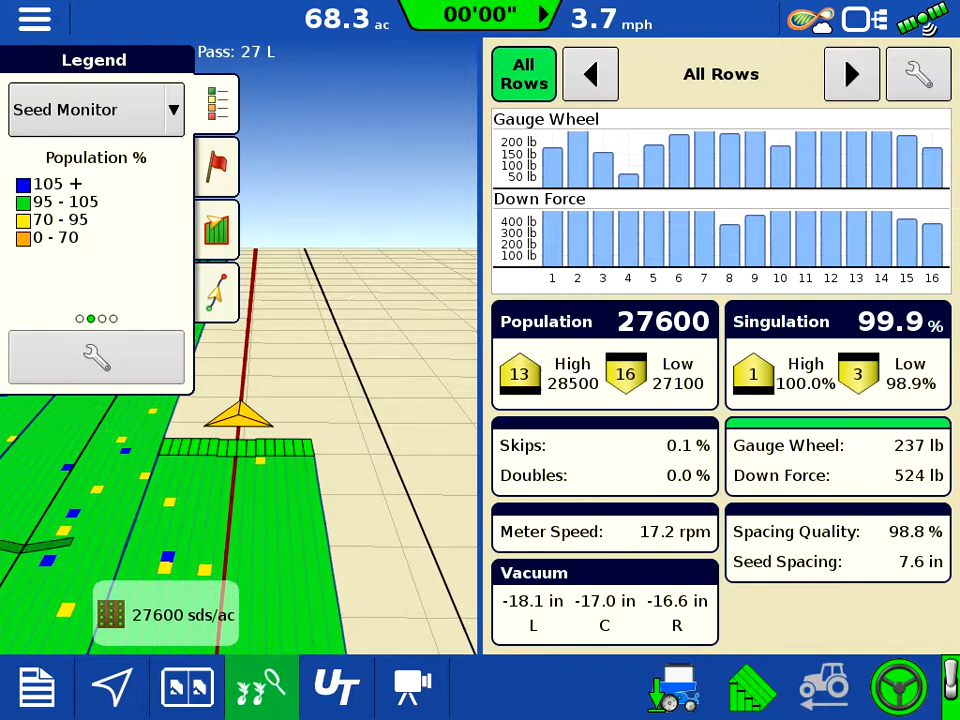 68.3 ac
00'00"
3.7 mph
Legend
Pass: 27 L
Seed Monitor
Population %
105 +
95 - 105
70 - 95
0 - 70
27600 sds/ac
All Rows
All Rows
Gauge Wheel
200 lb
150 lb
100 lb
50 lb
Down Force
400 lb
300 lb
200 lb
100 lb
1 2 3 4 5 6 7 8 9 10 11 12 13 14 15 16
Population 27600
13 High 28500 16 Low 27100
Singulation 99.9 %
1 High 100.0% 3 Low 98.9%
Skips: 0.1 %
Doubles: 0.0 %
Gauge Wheel: 237 lb
Down Force: 524 lb
Meter Speed: 17.2 rpm
Spacing Quality: 98.8 %
Seed Spacing: 7.6 in
Vacuum
-18.1 in -17.0 in -16.6 in
L C R
UT